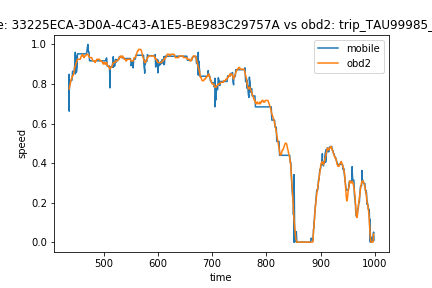 e: 33225ECA-3D0A-4C43-A1E5-BE983C29757A vs obd2: trip_TAU99985_
1.0
0.8
0.6
0.4
0.2
0.0
speed
mobile
obd2
500 600 700 800 900 1000
time